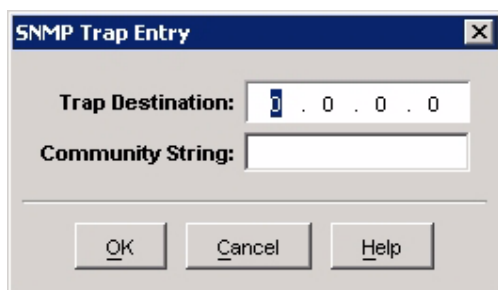 SNMP Trap Entry
Trap Destination: 0 . 0 . 0 . 0
Community String:
OK Cancel Help